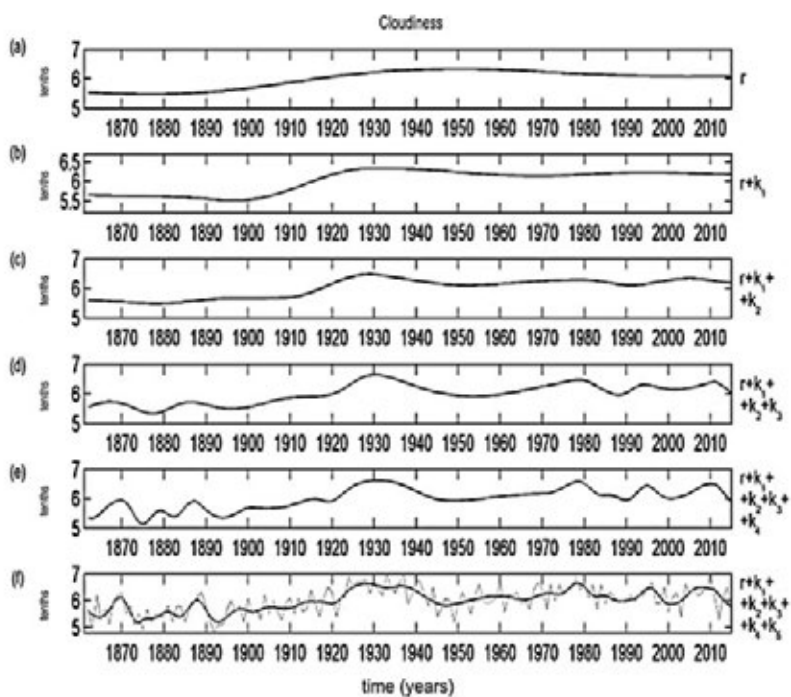 Cloudiness
(a)
tenths
7
6
5
1870 1880 1890 1900 1910 1920 1930 1940 1950 1960 1970 1980 1990 2000 2010
r
(b)
tenths
6.5
6
5.5
1870 1880 1890 1900 1910 1920 1930 1940 1950 1960 1970 1980 1990 2000 2010
r+k₁
(c)
tenths
7
6
5
1870 1880 1890 1900 1910 1920 1930 1940 1950 1960 1970 1980 1990 2000 2010
r+k₁+
+k₂
(d)
tenths
7
6
5
1870 1880 1890 1900 1910 1920 1930 1940 1950 1960 1970 1980 1990 2000 2010
r+k₁+
+k₂+k₃
(e)
tenths
7
6
5
1870 1880 1890 1900 1910 1920 1930 1940 1950 1960 1970 1980 1990 2000 2010
r+k₁+
+k₂+k₃+
+k₄
(f)
tenths
7
6
5
1870 1880 1890 1900 1910 1920 1930 1940 1950 1960 1970 1980 1990 2000 2010
r+k₁+
+k₂+k₃+
+k₄+k₅
time (years)